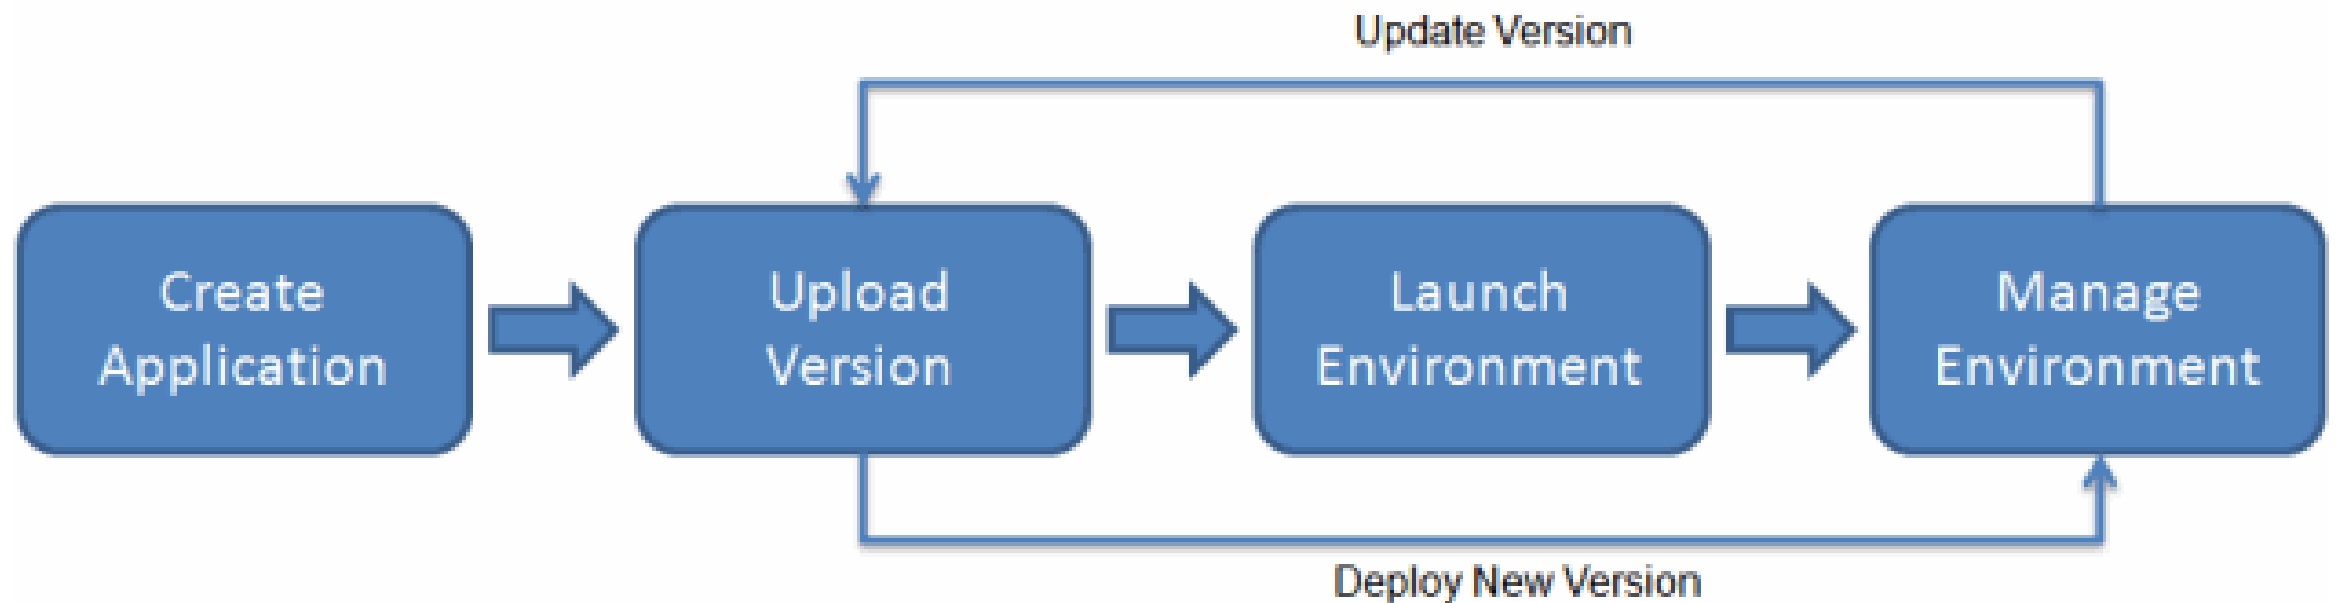 Update Version
Create
Application
Upload
Version
Launch
Environment
Manage
Environment
Deploy New Version